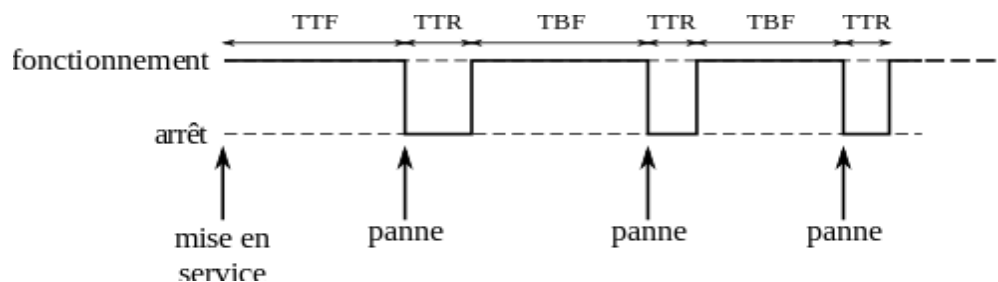 TTF TTR TBF TTR TBF TTR
fonctionnement
arrêt
mise en
service
panne
panne
panne